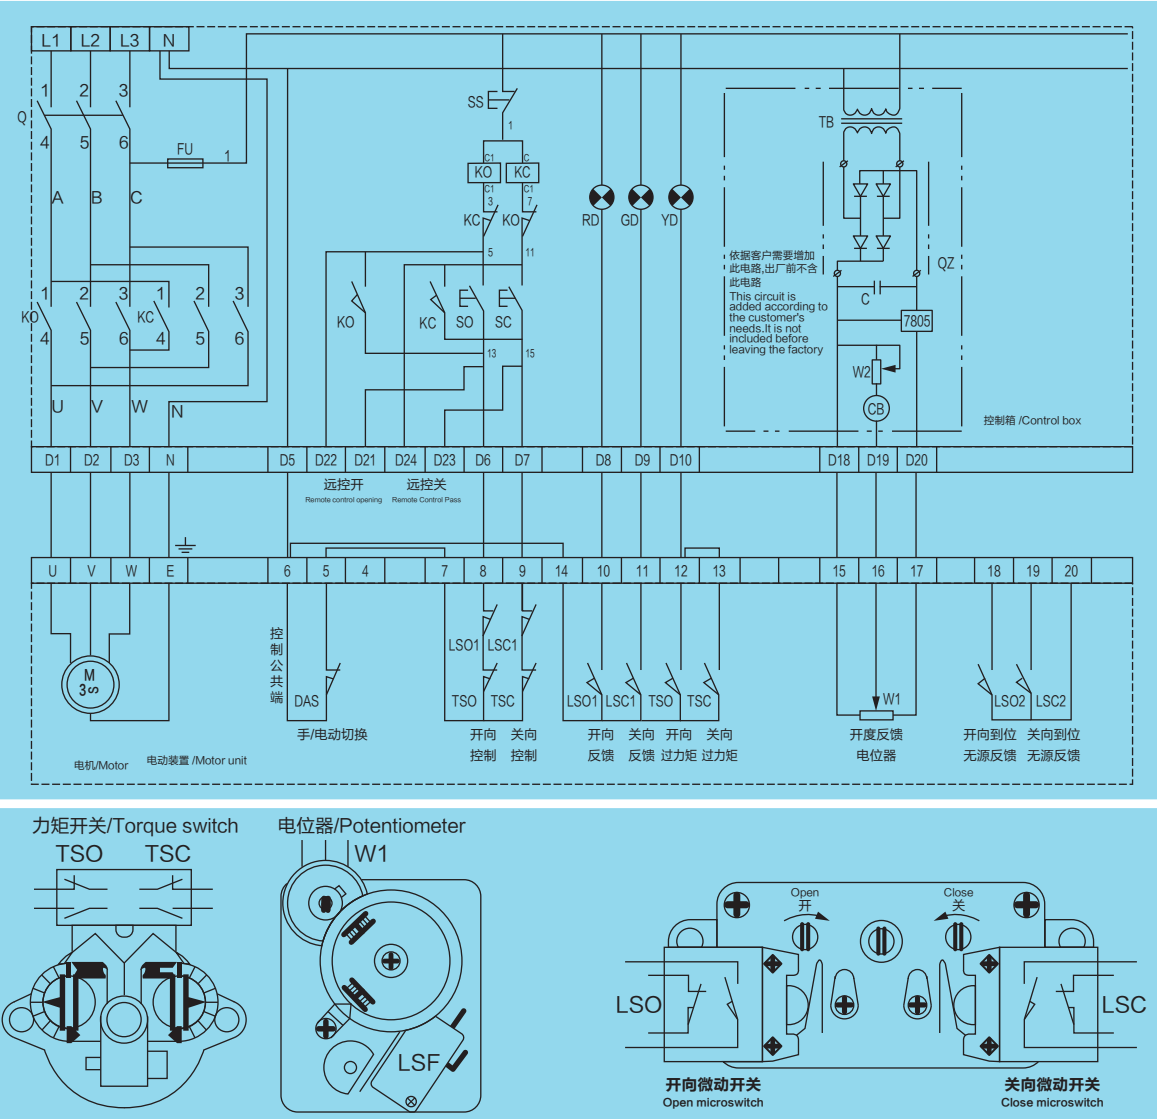 L1 L2 L3 N
1 2 3
Q
4 5 6
FU 1
A B C
1 2 3 1 2 3
KO KC
4 5 6 4 5 6
U V W N
SS
1
C1 C
KO KC
C1 C1
3 7
KC KO
5 11
KO KC SO SC
13 15
RD GD YD
TB
QZ
C
7805
W2
CB
依据客户需要增加
此电路,出厂前不含
此电路
This circuit is
added according to
the customer's
needs.It is not
included before
leaving the factory
控制箱 /Control box
D1 D2 D3 N D5 D22 D21 D24 D23 D6 D7 D8 D9 D10 D18 D19 D20
远控开 远控关
Remote control opening Remote Control Pass
U V W E 6 5 4 7 8 9 14 10 11 12 13 15 16 17 18 19 20
M
3
控
制
公
共
端
DAS
LSO1 LSC1
TSO TSC
LSO1 LSC1 TSO TSC
W1
LSO2 LSC2
手/电动切换
开向 关向 开向 关向 开向 关向
控制 控制 反馈 反馈 过力矩 过力矩
开度反馈
电位器
开向到位 关向到位
无源反馈 无源反馈
电机/Motor
电动装置 /Motor unit
力矩开关/Torque switch
TSO TSC
电位器/Potentiometer
W1
LSF
Open
开
Close
关
LSO LSC
开向微动开关
Open microswitch
关向微动开关
Close microswitch